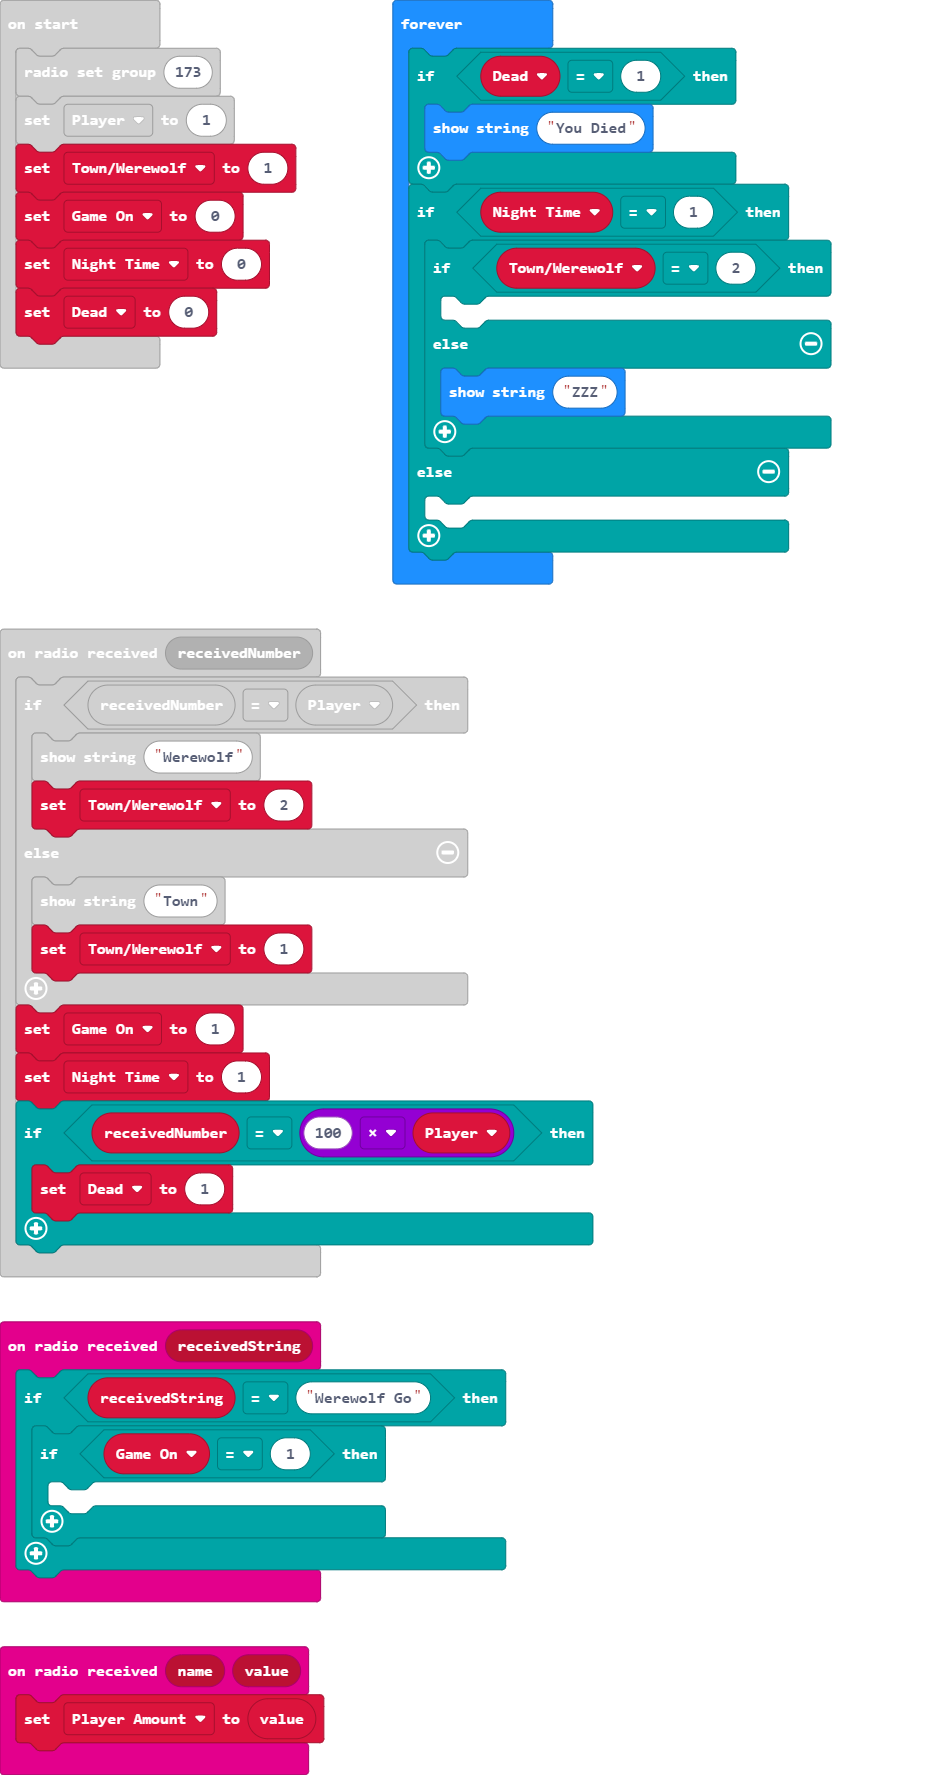 on start
radio set group 173
set Player to 1
set Town/Werewolf to 1
set Game On to 0
set Night Time to 0
set Dead to 0
forever
if Dead = 1 then
show string "You Died"
if Night Time = 1 then
if Town/Werewolf = 2 then
else
show string "ZZZ"
else
on radio received receivedNumber
if receivedNumber = Player then
show string "Werewolf"
set Town/Werewolf to 2
else
show string "Town"
set Town/Werewolf to 1
set Game On to 1
set Night Time to 1
if receivedNumber = 100 × Player then
set Dead to 1
on radio received receivedString
if receivedString = "Werewolf Go" then
if Game On = 1 then
on radio received name value
set Player Amount to value